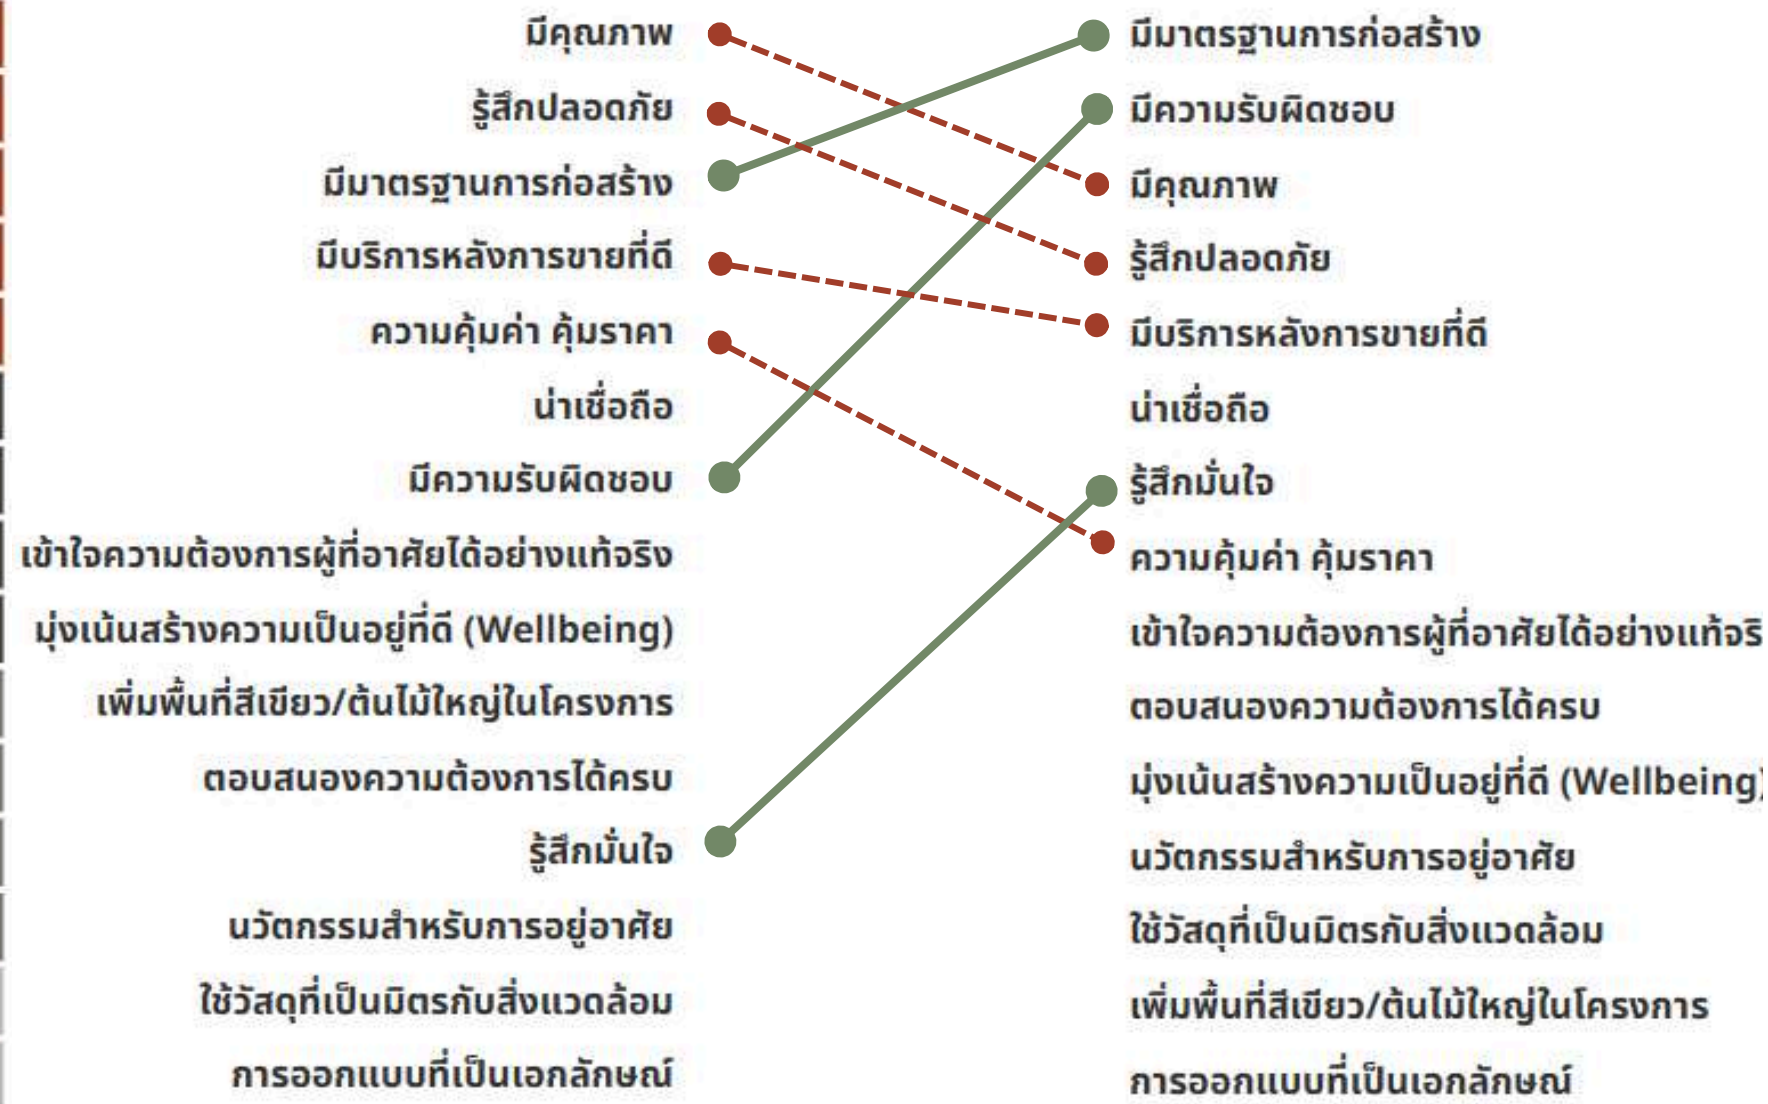 มีคุณภาพ
รู้สึกปลอดภัย
มีมาตรฐานการก่อสร้าง
มีบริการหลังการขายที่ดี
ความคุ้มค่า คุ้มราคา
น่าเชื่อถือ
มีความรับผิดชอบ
เข้าใจความต้องการผู้ที่อาศัยได้อย่างแท้จริง
มุ่งเน้นสร้างความเป็นอยู่ที่ดี (Wellbeing)
เพิ่มพื้นที่สีเขียว/ต้นไม้ใหญ่ในโครงการ
ตอบสนองความต้องการได้ครบ
รู้สึกมั่นใจ
นวัตกรรมสำหรับการอยู่อาศัย
ใช้วัสดุที่เป็นมิตรกับสิ่งแวดล้อม
การออกแบบที่เป็นเอกลักษณ์
มีมาตรฐานการก่อสร้าง
มีความรับผิดชอบ
มีคุณภาพ
รู้สึกปลอดภัย
มีบริการหลังการขายที่ดี
น่าเชื่อถือ
รู้สึกมั่นใจ
ความคุ้มค่า คุ้มราคา
เข้าใจความต้องการผู้ที่อาศัยได้อย่างแท้จริ
ตอบสนองความต้องการได้ครบ
มุ่งเน้นสร้างความเป็นอยู่ที่ดี (Wellbeing)
นวัตกรรมสำหรับการอยู่อาศัย
ใช้วัสดุที่เป็นมิตรกับสิ่งแวดล้อม
เพิ่มพื้นที่สีเขียว/ต้นไม้ใหญ่ในโครงการ
การออกแบบที่เป็นเอกลักษณ์